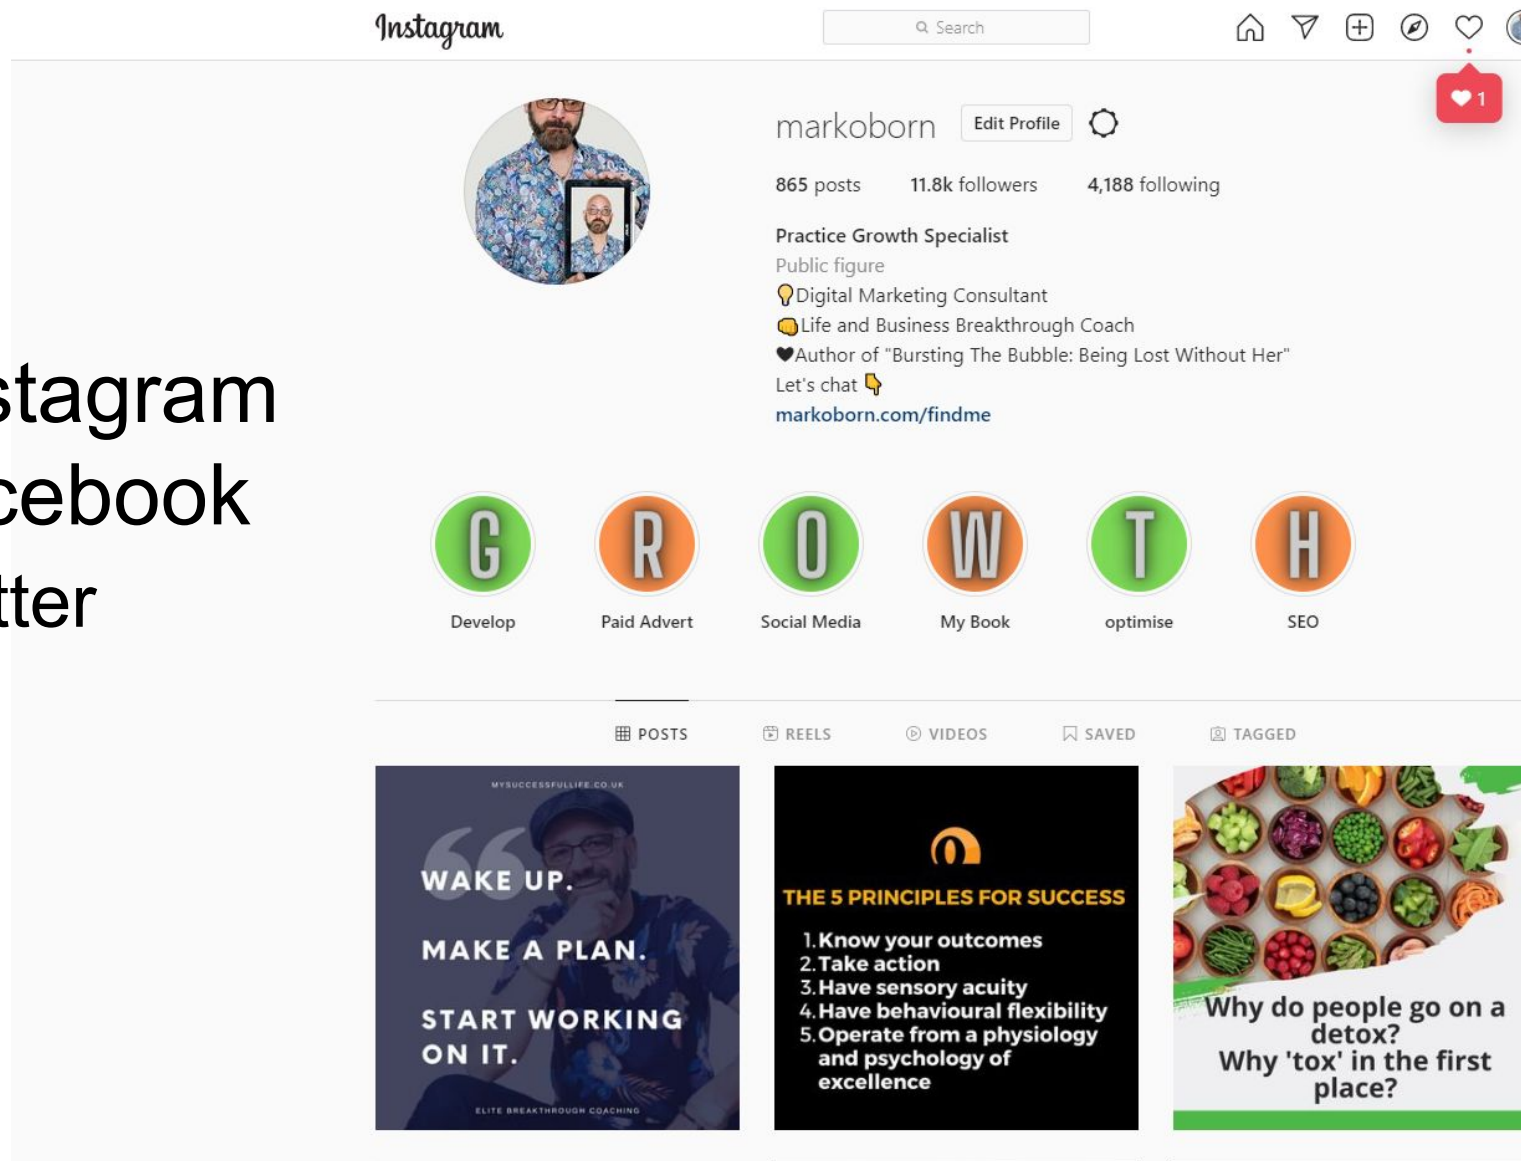 Instagram
Search
1
markoborn Edit Profile
865 posts 11.8k followers 4,188 following
Practice Growth Specialist
Public figure
💡Digital Marketing Consultant
👊Life and Business Breakthrough Coach
🖤Author of "Bursting The Bubble: Being Lost Without Her"
Let's chat 👇
markoborn.com/findme
stagram
cebook
tter
G R O W T H
Develop Paid Advert Social Media My Book optimise SEO
POSTS REELS VIDEOS SAVED TAGGED
MYSUCCESSFULLIFE.CO.UK
WAKE UP.
MAKE A PLAN.
START WORKING
ON IT.
ELITE BREAKTHROUGH COACHING
THE 5 PRINCIPLES FOR SUCCESS
1. Know your outcomes
2. Take action
3. Have sensory acuity
4. Have behavioural flexibility
5. Operate from a physiology
and psychology of
excellence
Why do people go on a
detox?
Why 'tox' in the first
place?